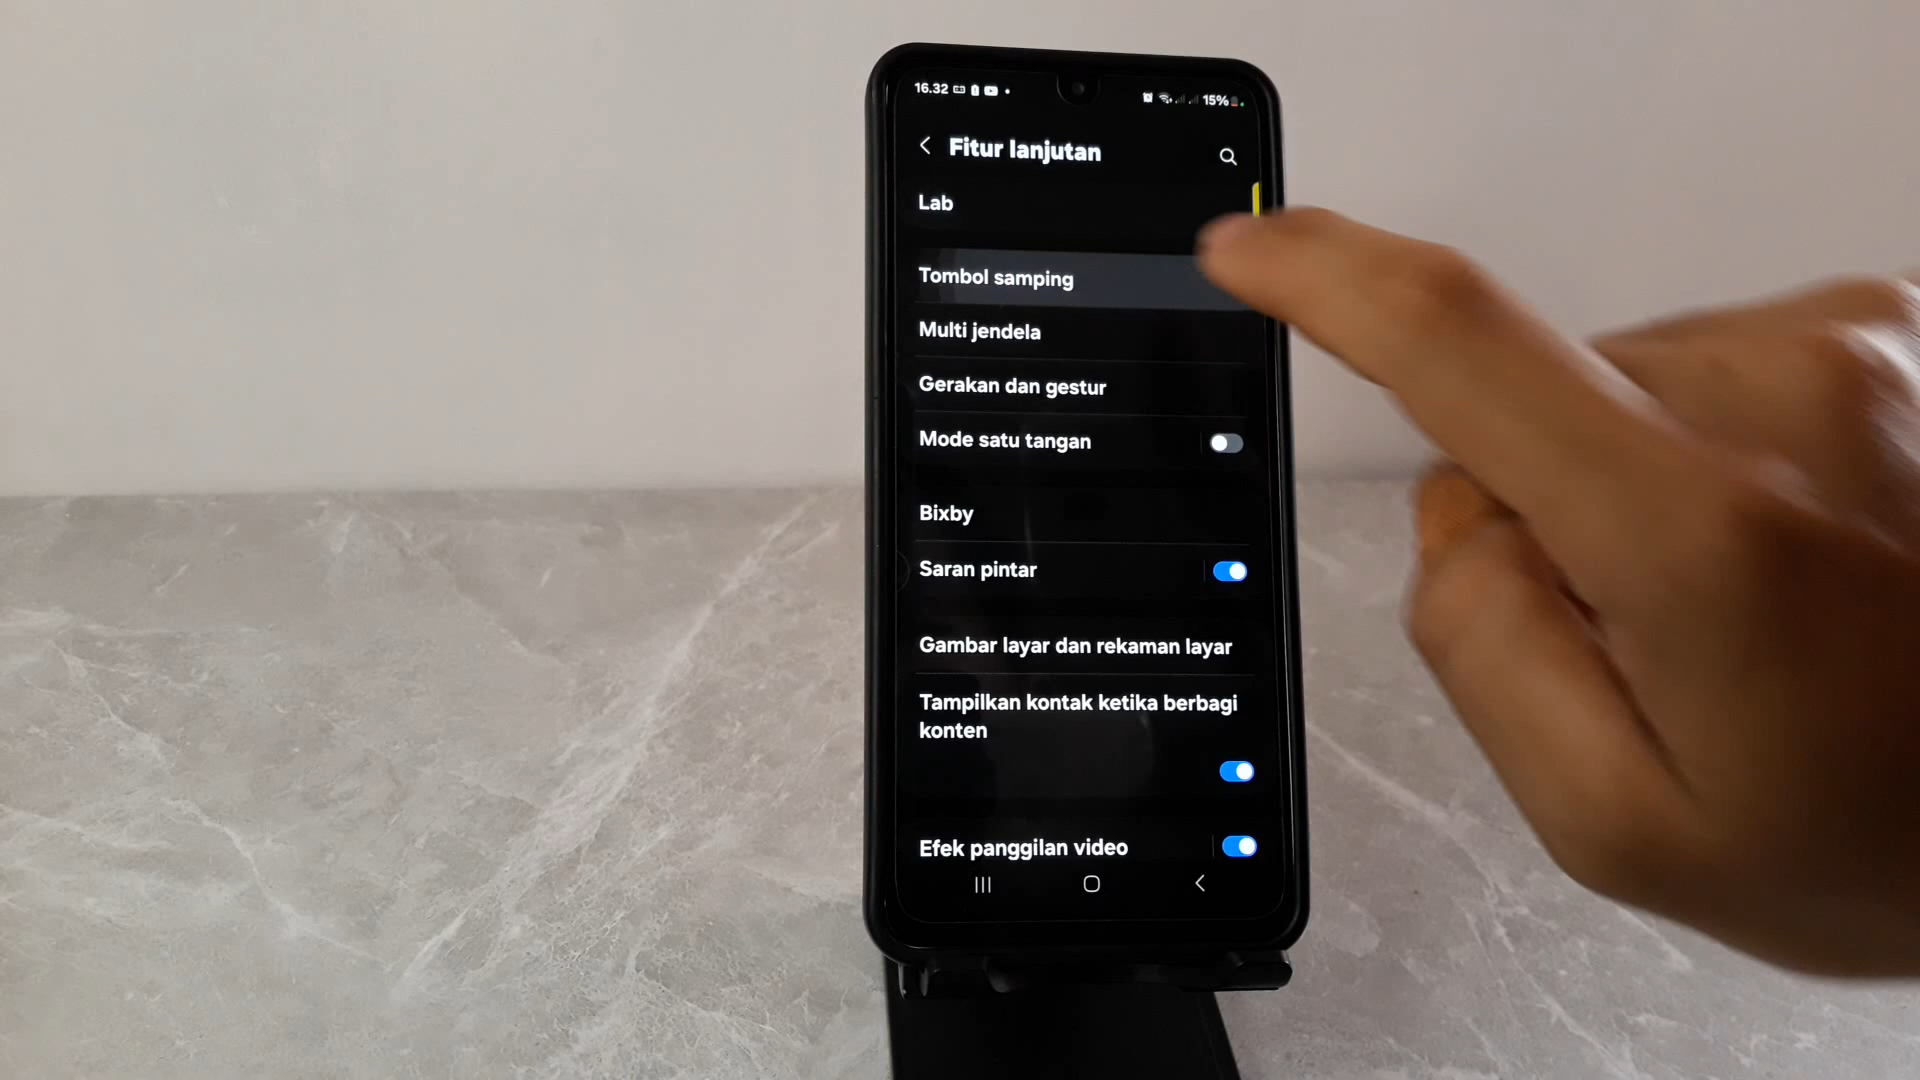 16.32
15%
Fitur lanjutan
Lab
Tombol samping
Multi jendela
Gerakan dan gestur
Mode satu tangan
Bixby
Saran pintar
Gambar layar dan rekaman layar
Tampilkan kontak ketika berbagi
konten
Efek panggilan video